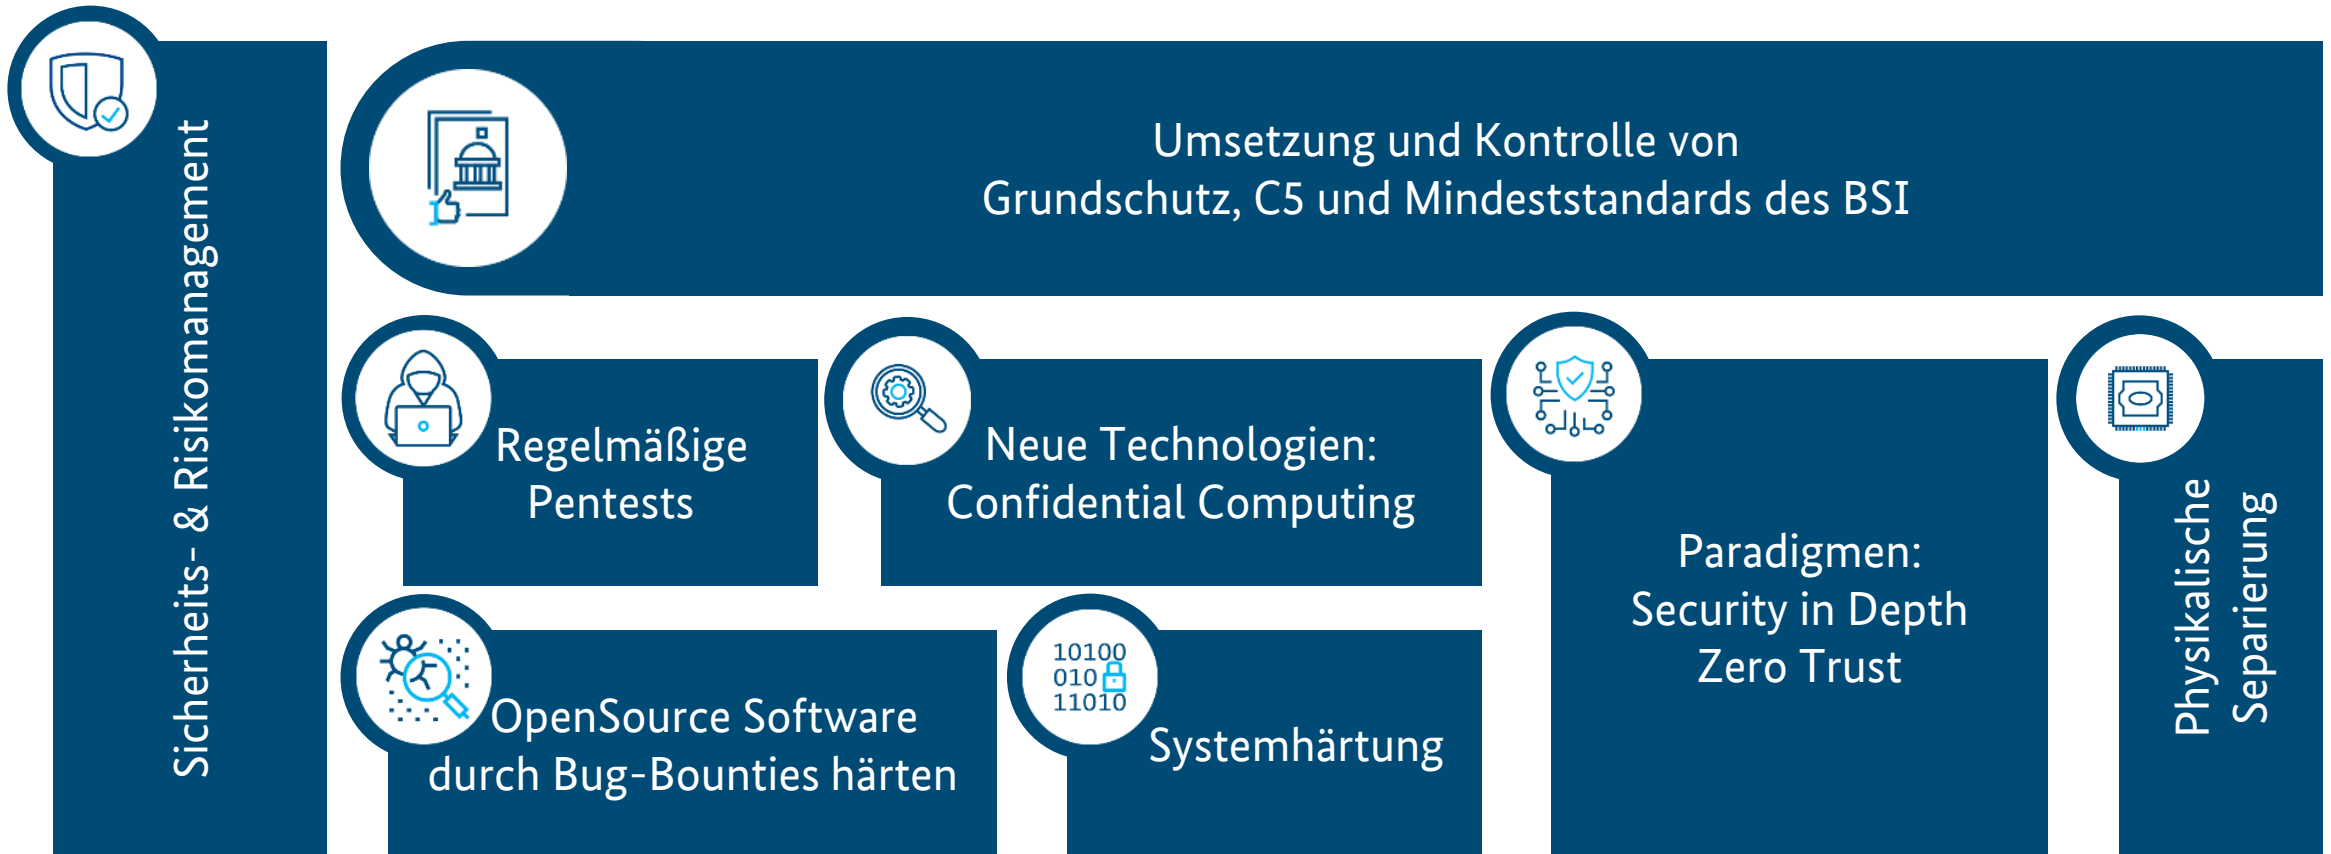 Sicherheits- & Risikomanagement
Umsetzung und Kontrolle von
Grundschutz, C5 und Mindeststandards des BSI
Regelmäßige
Pentests
Neue Technologien:
Confidential Computing
Paradigmen:
Security in Depth
Zero Trust
Physikalische
Separierung
OpenSource Software
durch Bug-Bounties härten
10100
010
11010
Systemhärtung